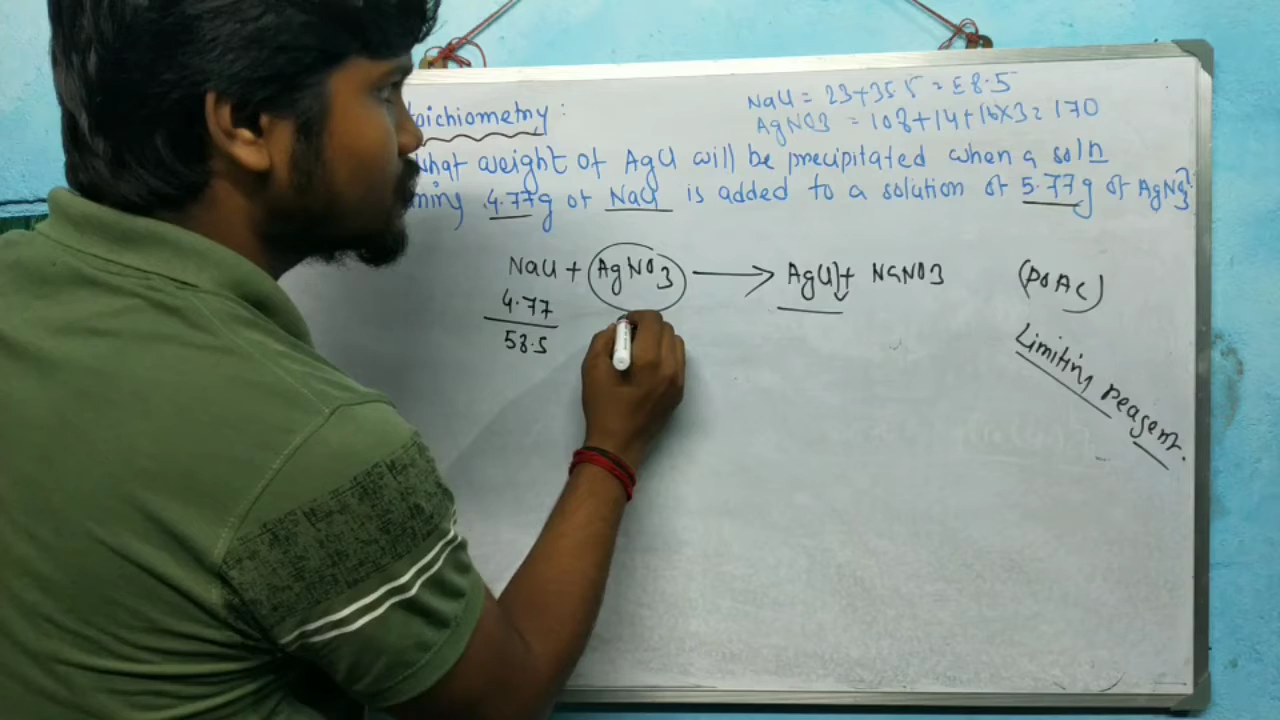 oichiometry :
NaCl = 23+35.5 = 58.5
AgNO3 = 108+14+16×3= 170
What weight of AgCl will be precipitated when a soln
ning 4.77g of NaCl is added to a solution of 5.77g of AgNO3?
NaCl + AgNO3 → AgCl↓ + NaNO3 (POAC)
4.77
58.5
Limiting reagent.